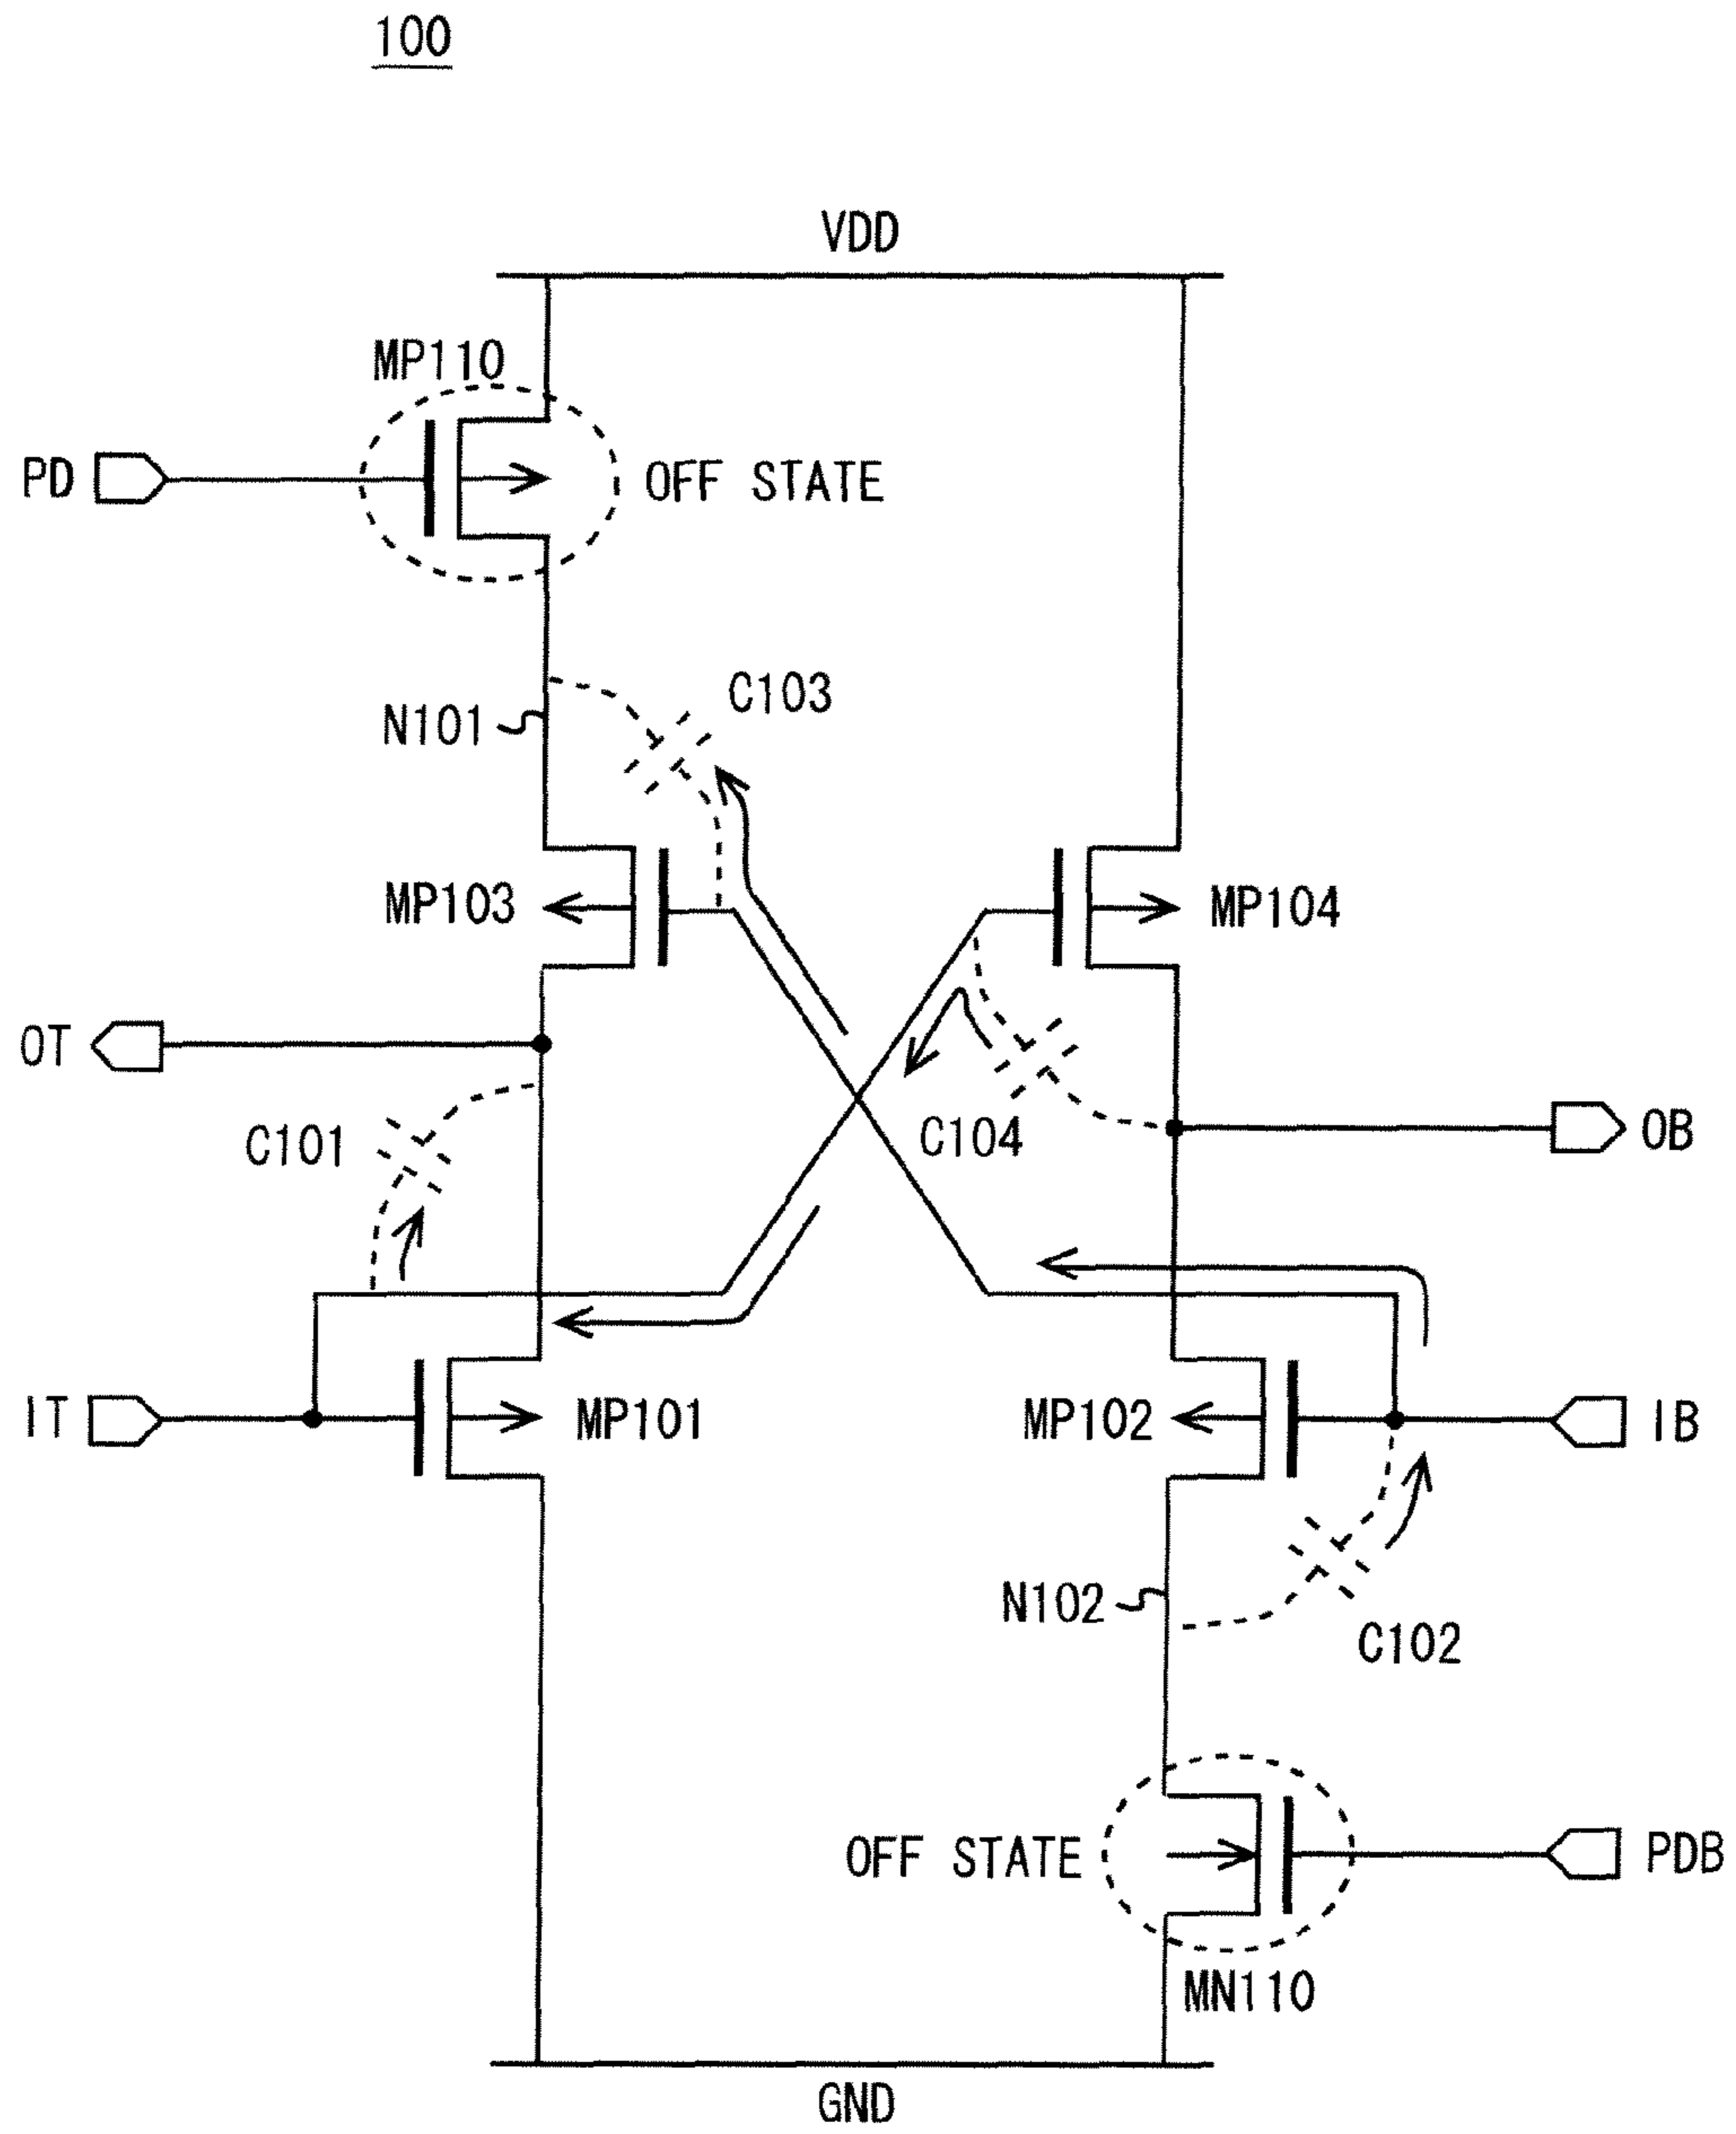 100
VDD
MP110
PD
OFF STATE
C103
N101
MP103
MP104
OT
C101
C104
OB
IT
MP101
MP102
IB
N102
C102
OFF STATE
PDB
MN110
GND